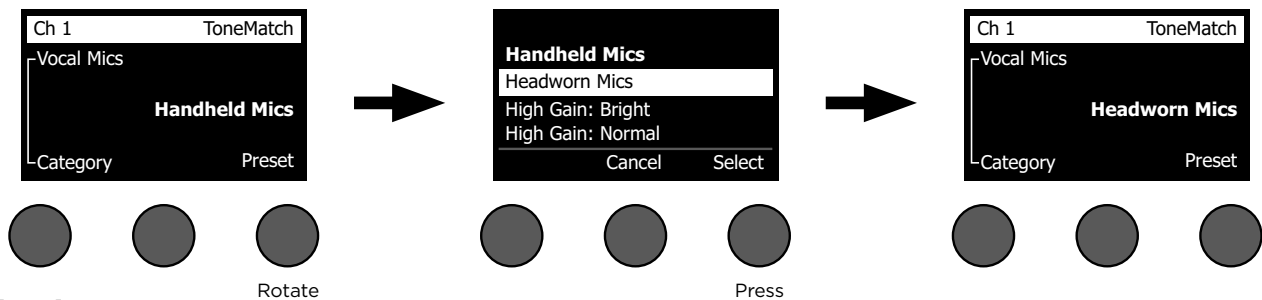 Ch 1 ToneMatch
Vocal Mics
Handheld Mics
Category Preset
Rotate
Handheld Mics
Headworn Mics
High Gain: Bright
High Gain: Normal
Cancel Select
Press
Ch 1 ToneMatch
Vocal Mics
Headworn Mics
Category Preset